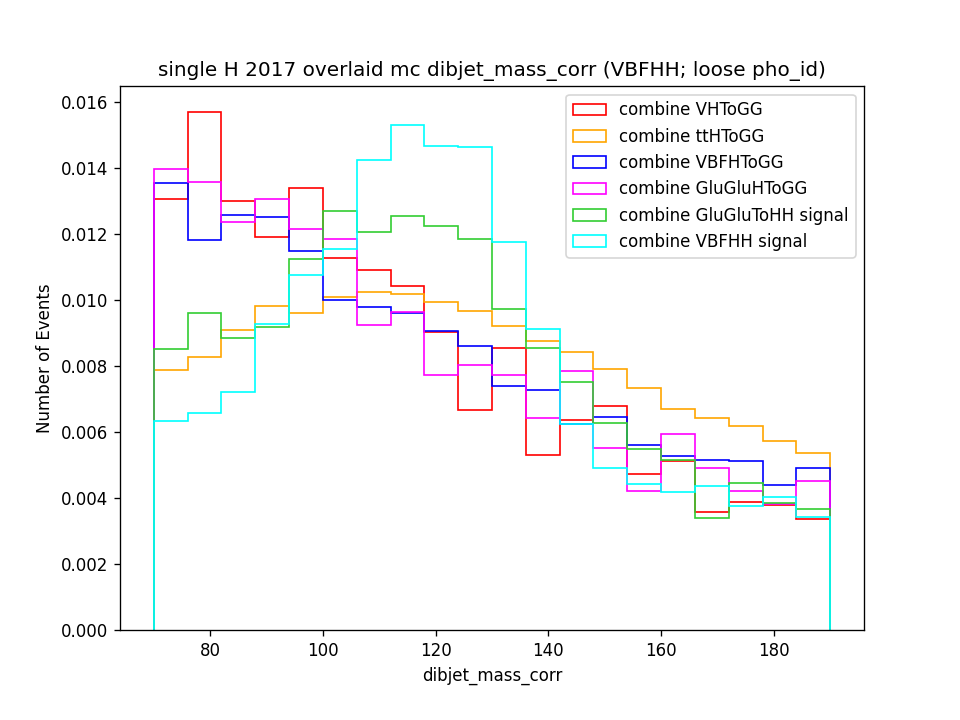 single H 2017 overlaid mc dibjet_mass_corr (VBFHH; loose pho_id)
combine VHToGG
combine ttHToGG
combine VBFHToGG
combine GluGluHToGG
combine GluGluToHH signal
combine VBFHH signal
Number of Events
0.016
0.014
0.012
0.010
0.008
0.006
0.004
0.002
0.000
80 100 120 140 160 180
dibjet_mass_corr